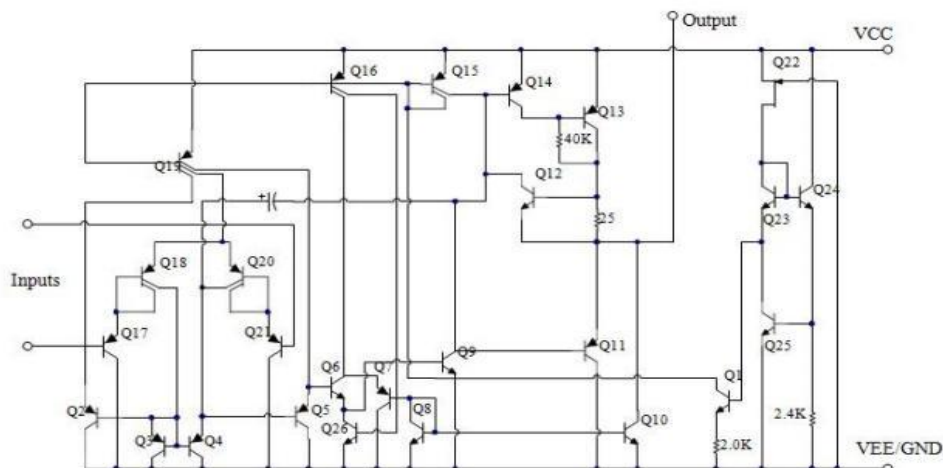 Output
VCC
Q22
Q16
Q15
Q14
Q13
40K
Q19
Q12
Q24
Q23
+
25
Inputs
Q18
Q20
Q17
Q21
Q25
Q11
Q6
Q7
Q9
Q1
Q2
Q5
Q8
Q3
Q4
Q26
Q10
2.4K
2.0K
VEE/GND